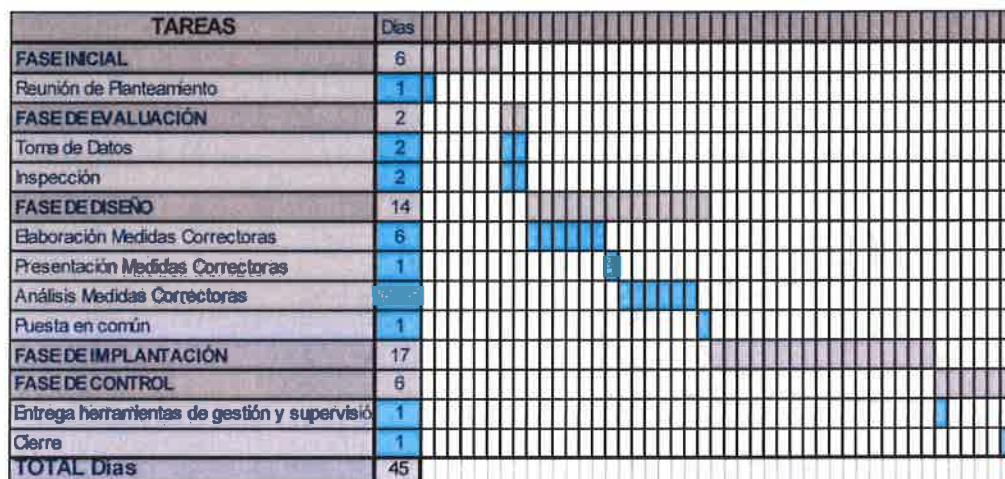 TAREAS Días
FASE INICIAL 6
Reunión de Planteamiento 1
FASE DE EVALUACIÓN 2
Toma de Datos 2
Inspección 2
FASE DE DISEÑO 14
Elaboración Medidas Correctoras 6
Presentación Medidas Correctoras 1
Análisis Medidas Correctoras
Puesta en común 1
FASE DE IMPLANTACIÓN 17
FASE DE CONTROL 6
Entrega herramientas de gestión y supervisió 1
Cierre 1
TOTAL Días 45